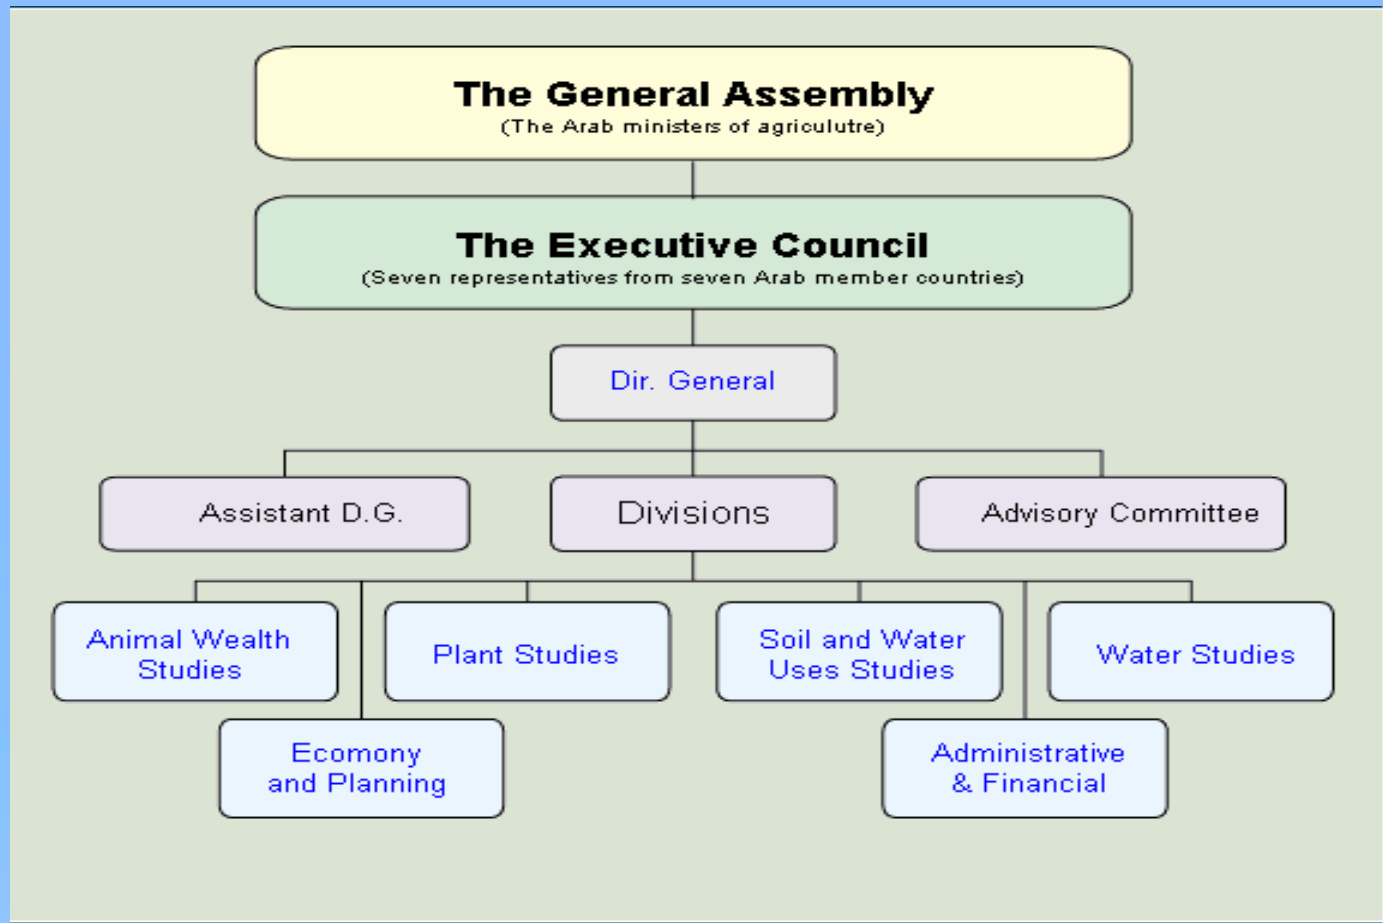 The General Assembly
(The Arab ministers of agriculutre)
The Executive Council
(Seven representatives from seven Arab member countries)
Dir. General
Assistant D.G.
Divisions
Advisory Committee
Animal Wealth
Studies
Plant Studies
Soil and Water
Uses Studies
Water Studies
Ecomony
and Planning
Administrative
& Financial